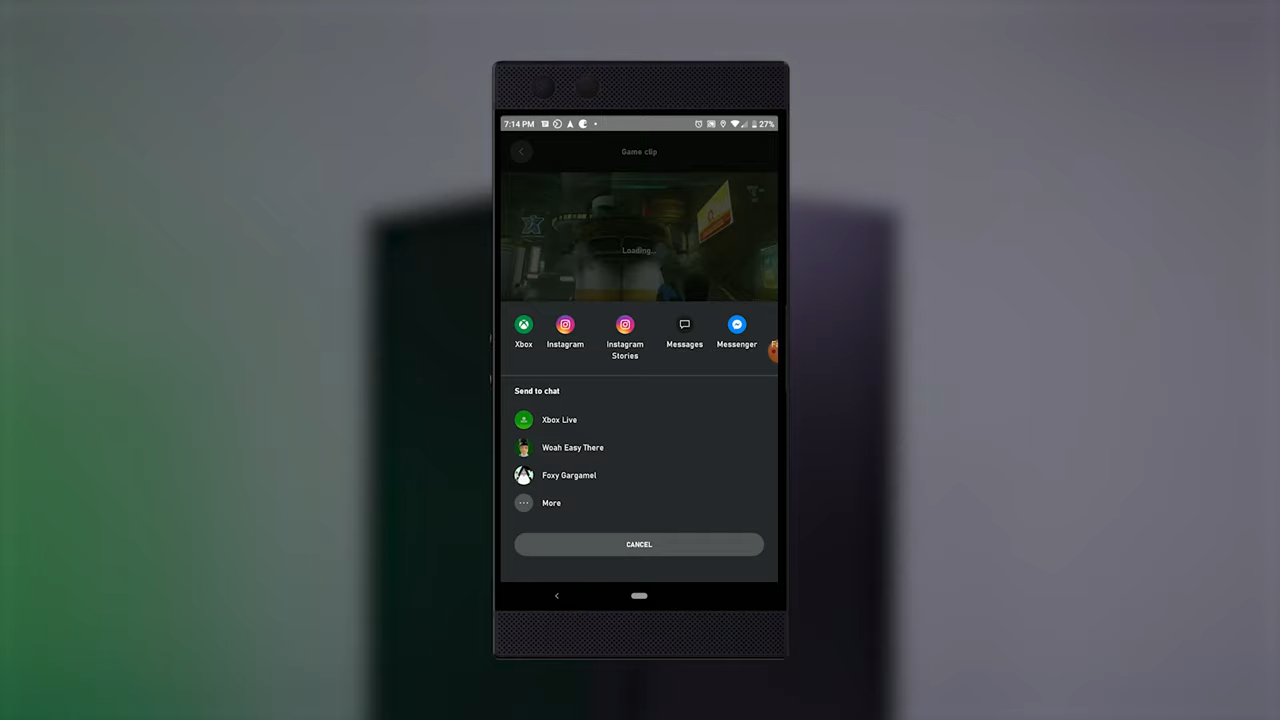 7:14 PM
27%
Game clip
Loading...
Xbox
Instagram
Instagram
Stories
Messages
Messenger
Send to chat
Xbox Live
Woah Easy There
Foxy Gargamel
More
CANCEL